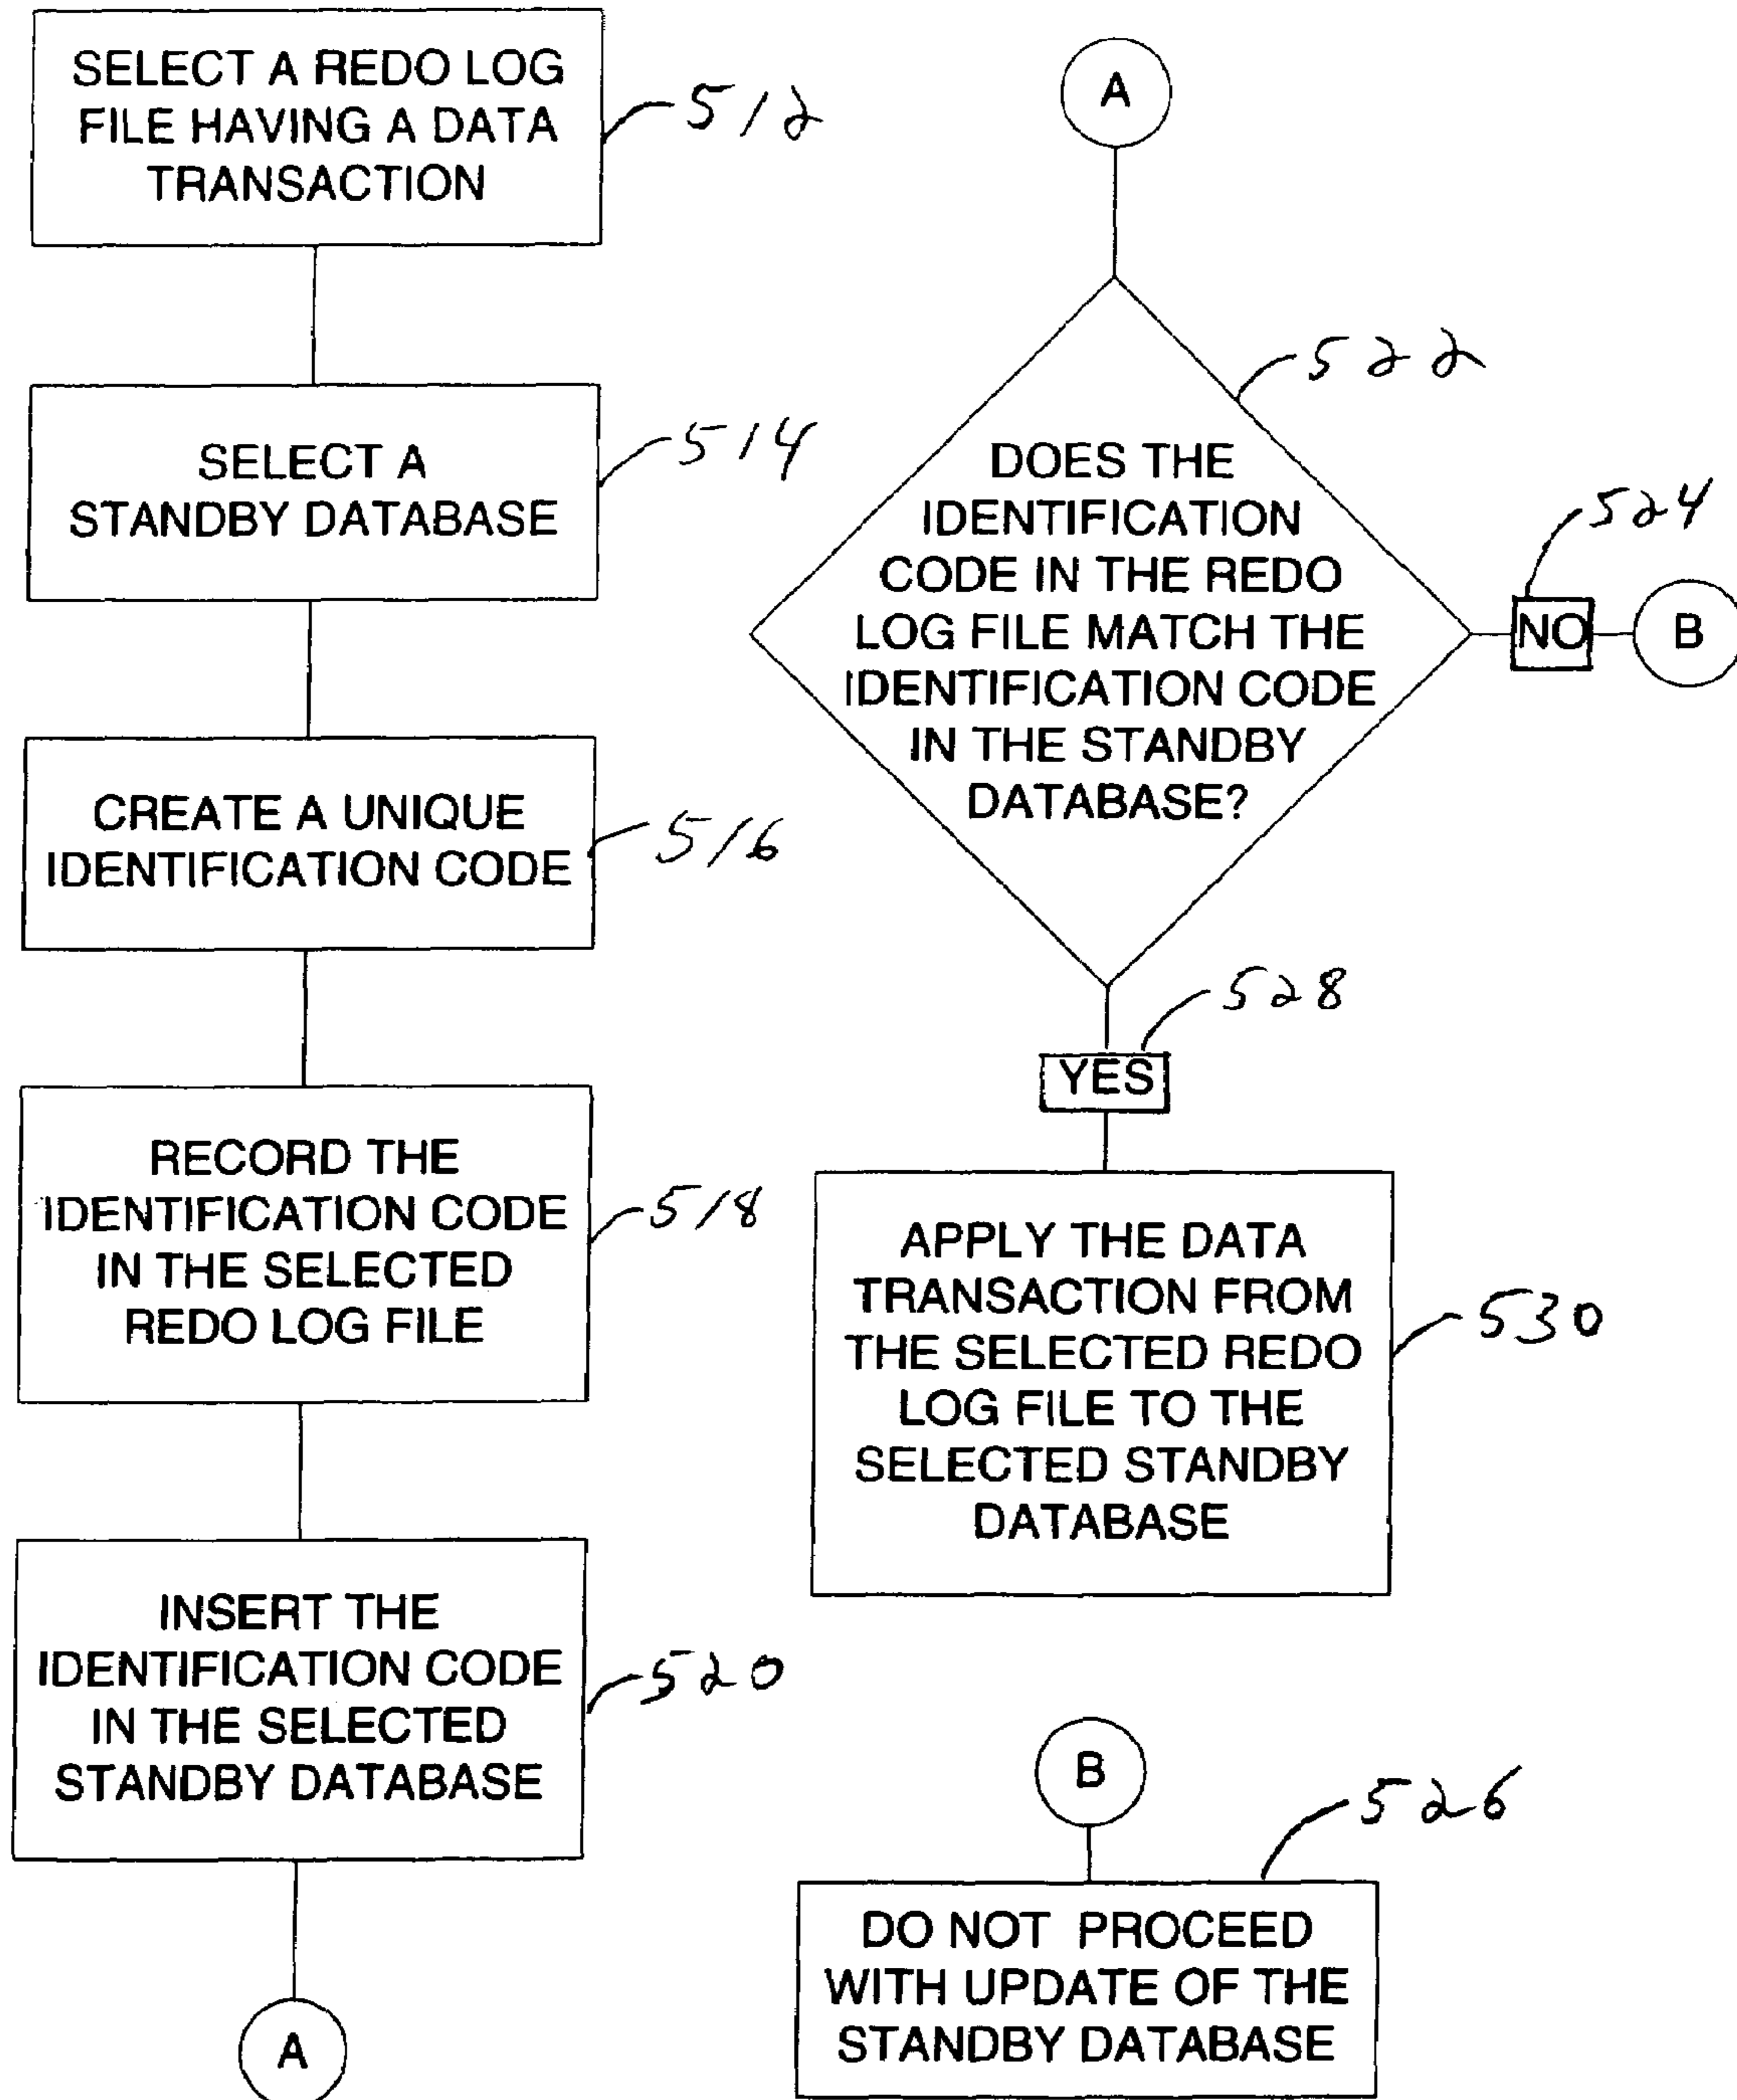 SELECT A REDO LOG
FILE HAVING A DATA
TRANSACTION
512
SELECT A
STANDBY DATABASE
514
CREATE A UNIQUE
IDENTIFICATION CODE
516
RECORD THE
IDENTIFICATION CODE
IN THE SELECTED
REDO LOG FILE
518
INSERT THE
IDENTIFICATION CODE
IN THE SELECTED
STANDBY DATABASE
520
A
A
DOES THE
IDENTIFICATION
CODE IN THE REDO
LOG FILE MATCH THE
IDENTIFICATION CODE
IN THE STANDBY
DATABASE?
522
NO
524
B
YES
528
APPLY THE DATA
TRANSACTION FROM
THE SELECTED REDO
LOG FILE TO THE
SELECTED STANDBY
DATABASE
530
B
DO NOT PROCEED
WITH UPDATE OF THE
STANDBY DATABASE
526